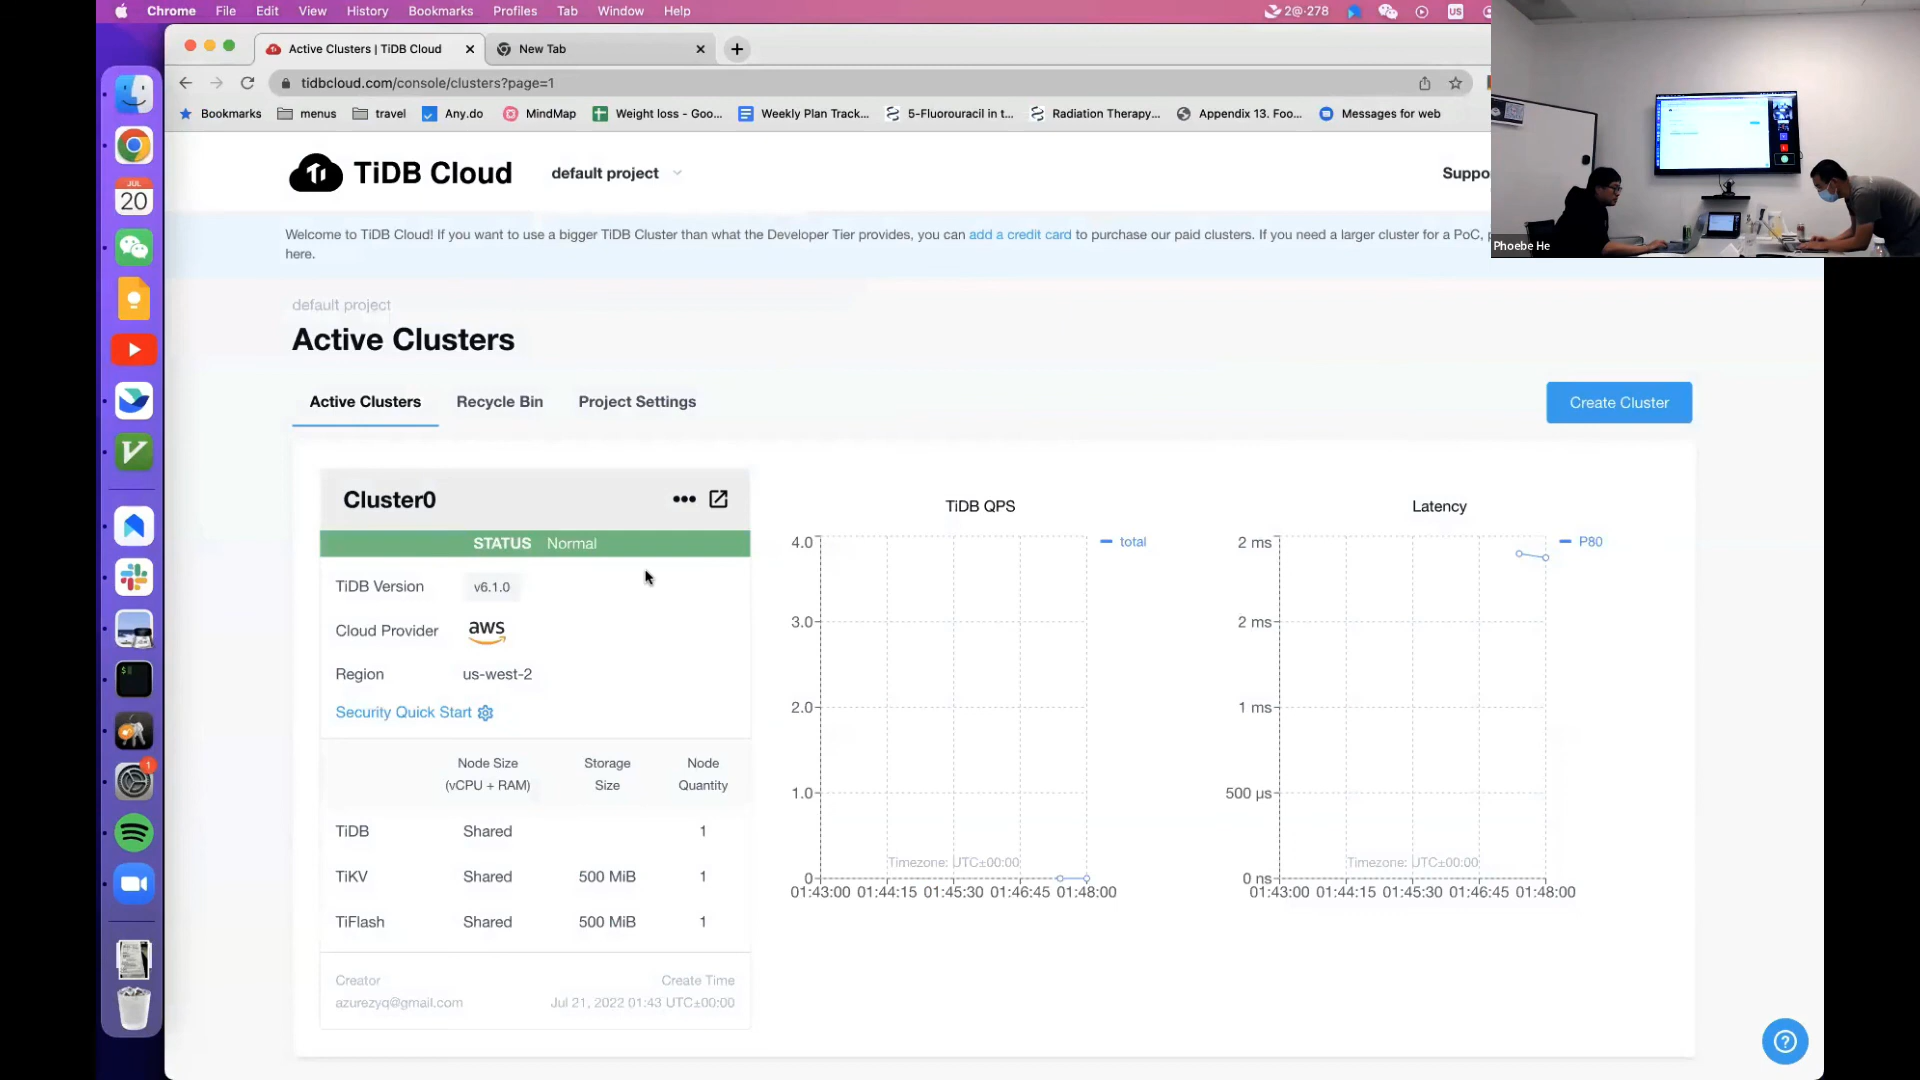 Chrome File Edit View History Bookmarks Profiles Tab Window Help 2@-278 US
Active Clusters | TiDB Cloud New Tab
tidbcloud.com/console/clusters?page=1
Bookmarks menus travel Any.do MindMap Weight loss - Goo... Weekly Plan Track... 5-Fluorouracil in t... Radiation Therapy... Appendix 13. Foo... Messages for web
JUL
20
TiDB Cloud default project Suppo
Welcome to TiDB Cloud! If you want to use a bigger TiDB Cluster than what the Developer Tier provides, you can add a credit card to purchase our paid clusters. If you need a larger cluster for a PoC, p
here.
Phoebe He
default project
Active Clusters
Active Clusters Recycle Bin Project Settings Create Cluster
Cluster0
STATUS Normal
TiDB Version v6.1.0
Cloud Provider aws
Region us-west-2
Security Quick Start
Node Size Storage Node
(vCPU + RAM) Size Quantity
TiDB Shared 1
TiKV Shared 500 MiB 1
TiFlash Shared 500 MiB 1
Creator Create Time
azurezyq@gmail.com Jul 21, 2022 01:43 UTC±00:00
TiDB QPS
total
4.0
3.0
2.0
1.0
0
Timezone: UTC±00:00
01:43:00 01:44:15 01:45:30 01:46:45 01:48:00
Latency
P80
2 ms
2 ms
1 ms
500 µs
0 ns
Timezone: UTC±00:00
01:43:00 01:44:15 01:45:30 01:46:45 01:48:00
1